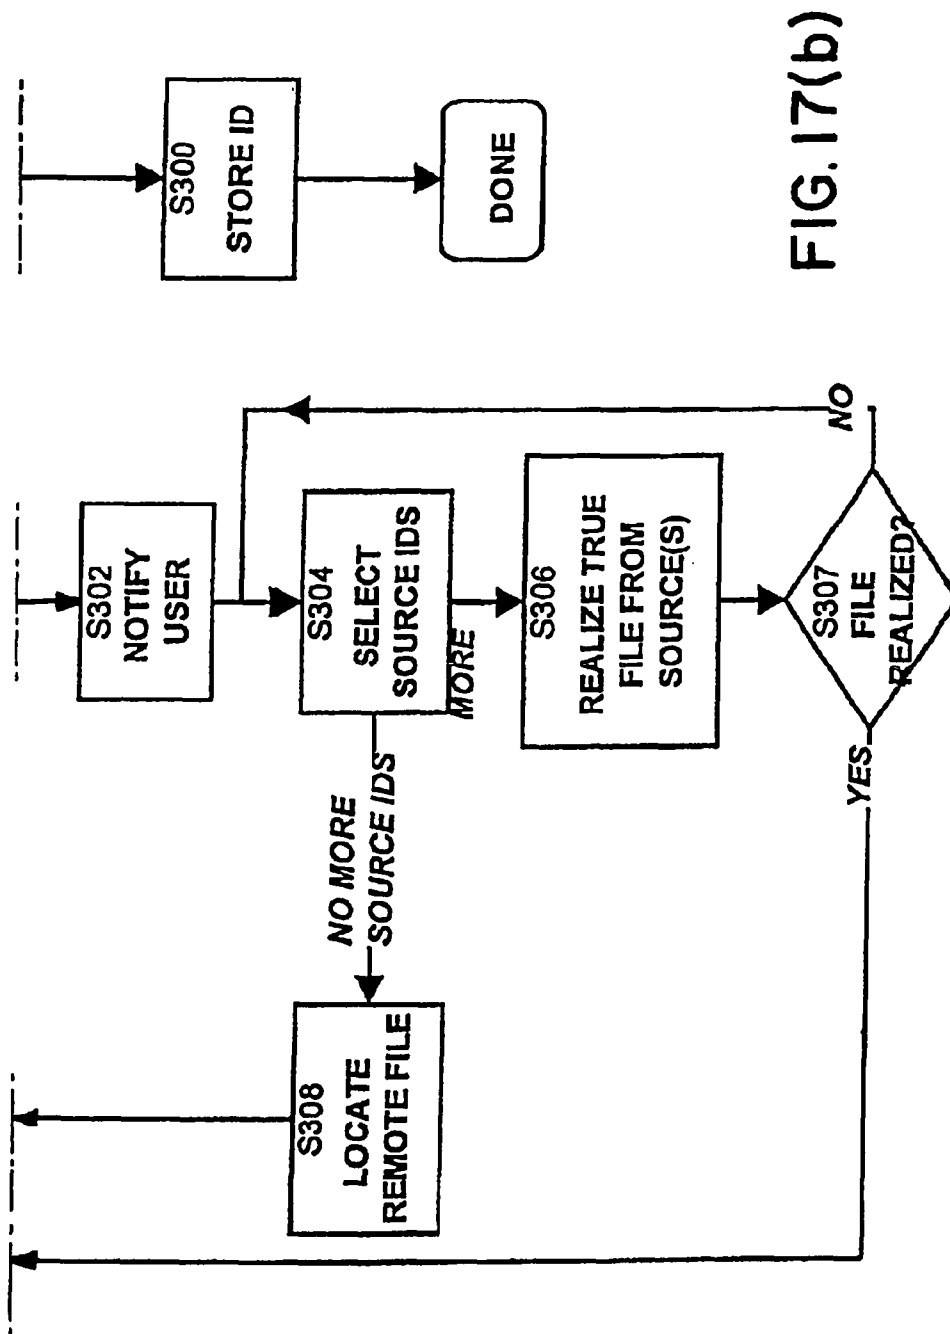 S302
NOTIFY
USER
S304
SELECT
SOURCE IDS
MORE
NO MORE
SOURCE IDS
S306
REALIZE TRUE
FILE FROM
SOURCE(S)
S307
FILE
REALIZED?
YES
NO
S308
LOCATE
REMOTE FILE
S300
STORE ID
DONE
FIG. 17(b)